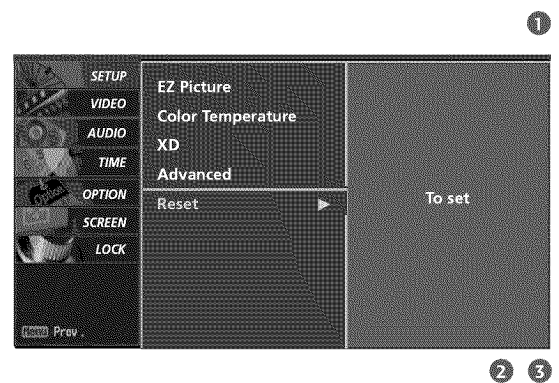 1
SETUP
VIDEO
AUDIO
TIME
OPTION
SCREEN
LOCK
Menu Prev.
EZ Picture
Color Temperature
XD
Advanced
Reset ▶
To set
2 3